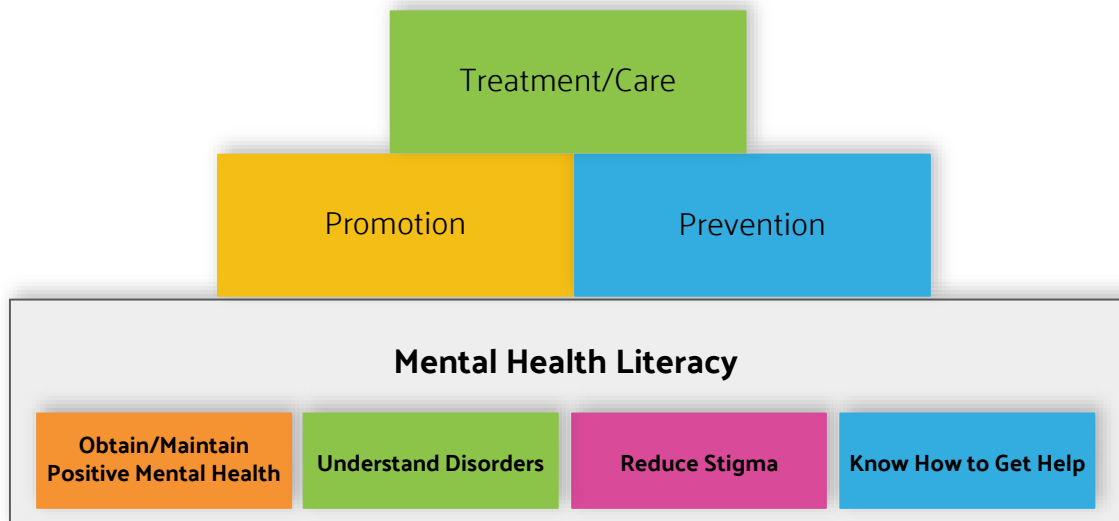 Treatment/Care
Promotion
Prevention
Mental Health Literacy
Obtain/Maintain
Positive Mental Health
Understand Disorders
Reduce Stigma
Know How to Get Help